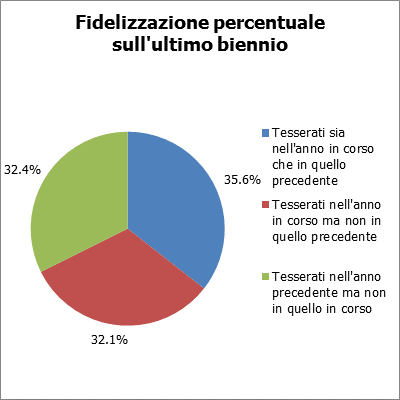 Fidelizzazione percentuale
sull'ultimo biennio
32.4%
35.6%
32.1%
Tesserati sia
nell'anno in corso
che in quello
precedente
Tesserati nell'anno
in corso ma non in
quello precedente
Tesserati nell'anno
precedente ma non
in quello in corso